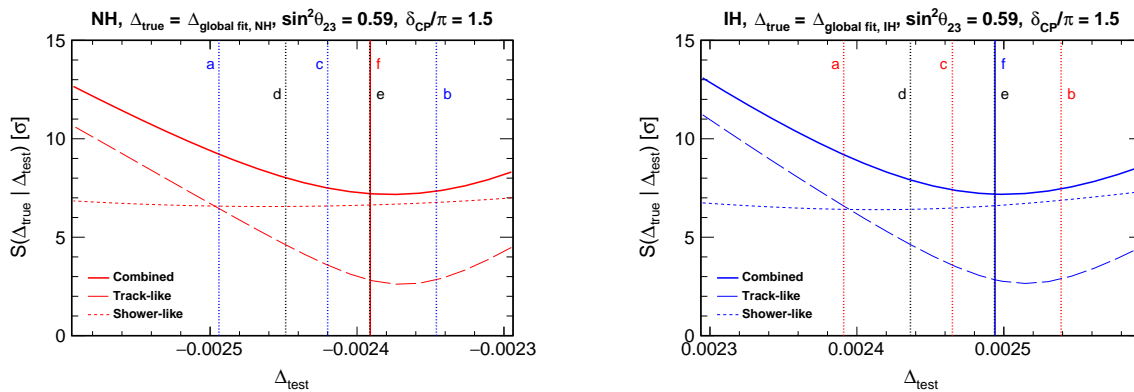 NH, Δtrue = Δglobal fit, NH, sin²θ23 = 0.59, δCP/π = 1.5
15
10
5
0
S(Δtrue | Δtest) [σ]
a
c
f
d
e
b
Combined
Track-like
Shower-like
−0.0025
−0.0024
−0.0023
Δtest
IH, Δtrue = Δglobal fit, IH, sin²θ23 = 0.59, δCP/π = 1.5
15
10
5
0
S(Δtrue | Δtest) [σ]
a
c
f
d
e
b
Combined
Track-like
Shower-like
0.0023
0.0024
0.0025
Δtest